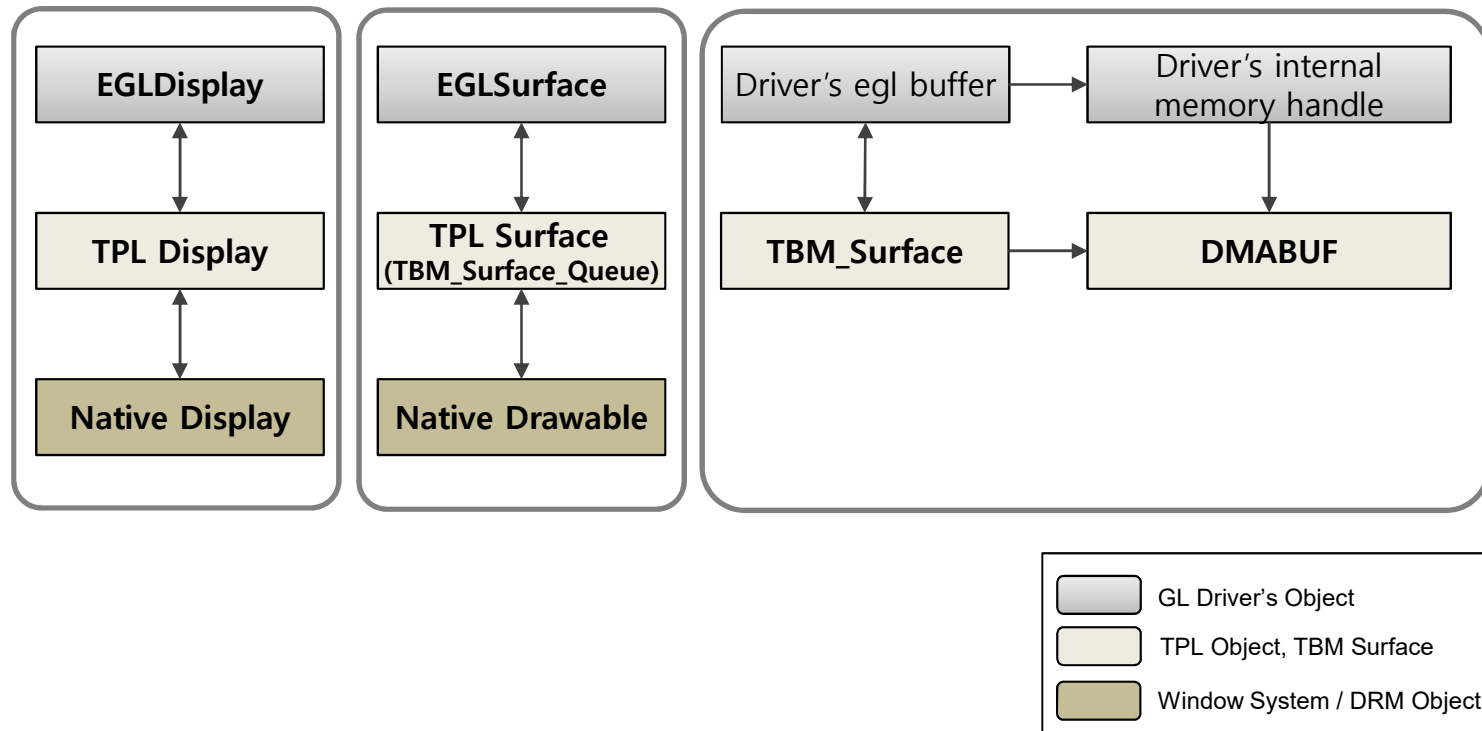 EGLDisplay
TPL Display
Native Display
EGLSurface
TPL Surface
(TBM_Surface_Queue)
Native Drawable
Driver's egl buffer
Driver's internal
memory handle
TBM_Surface
DMABUF
GL Driver's Object
TPL Object, TBM Surface
Window System / DRM Object